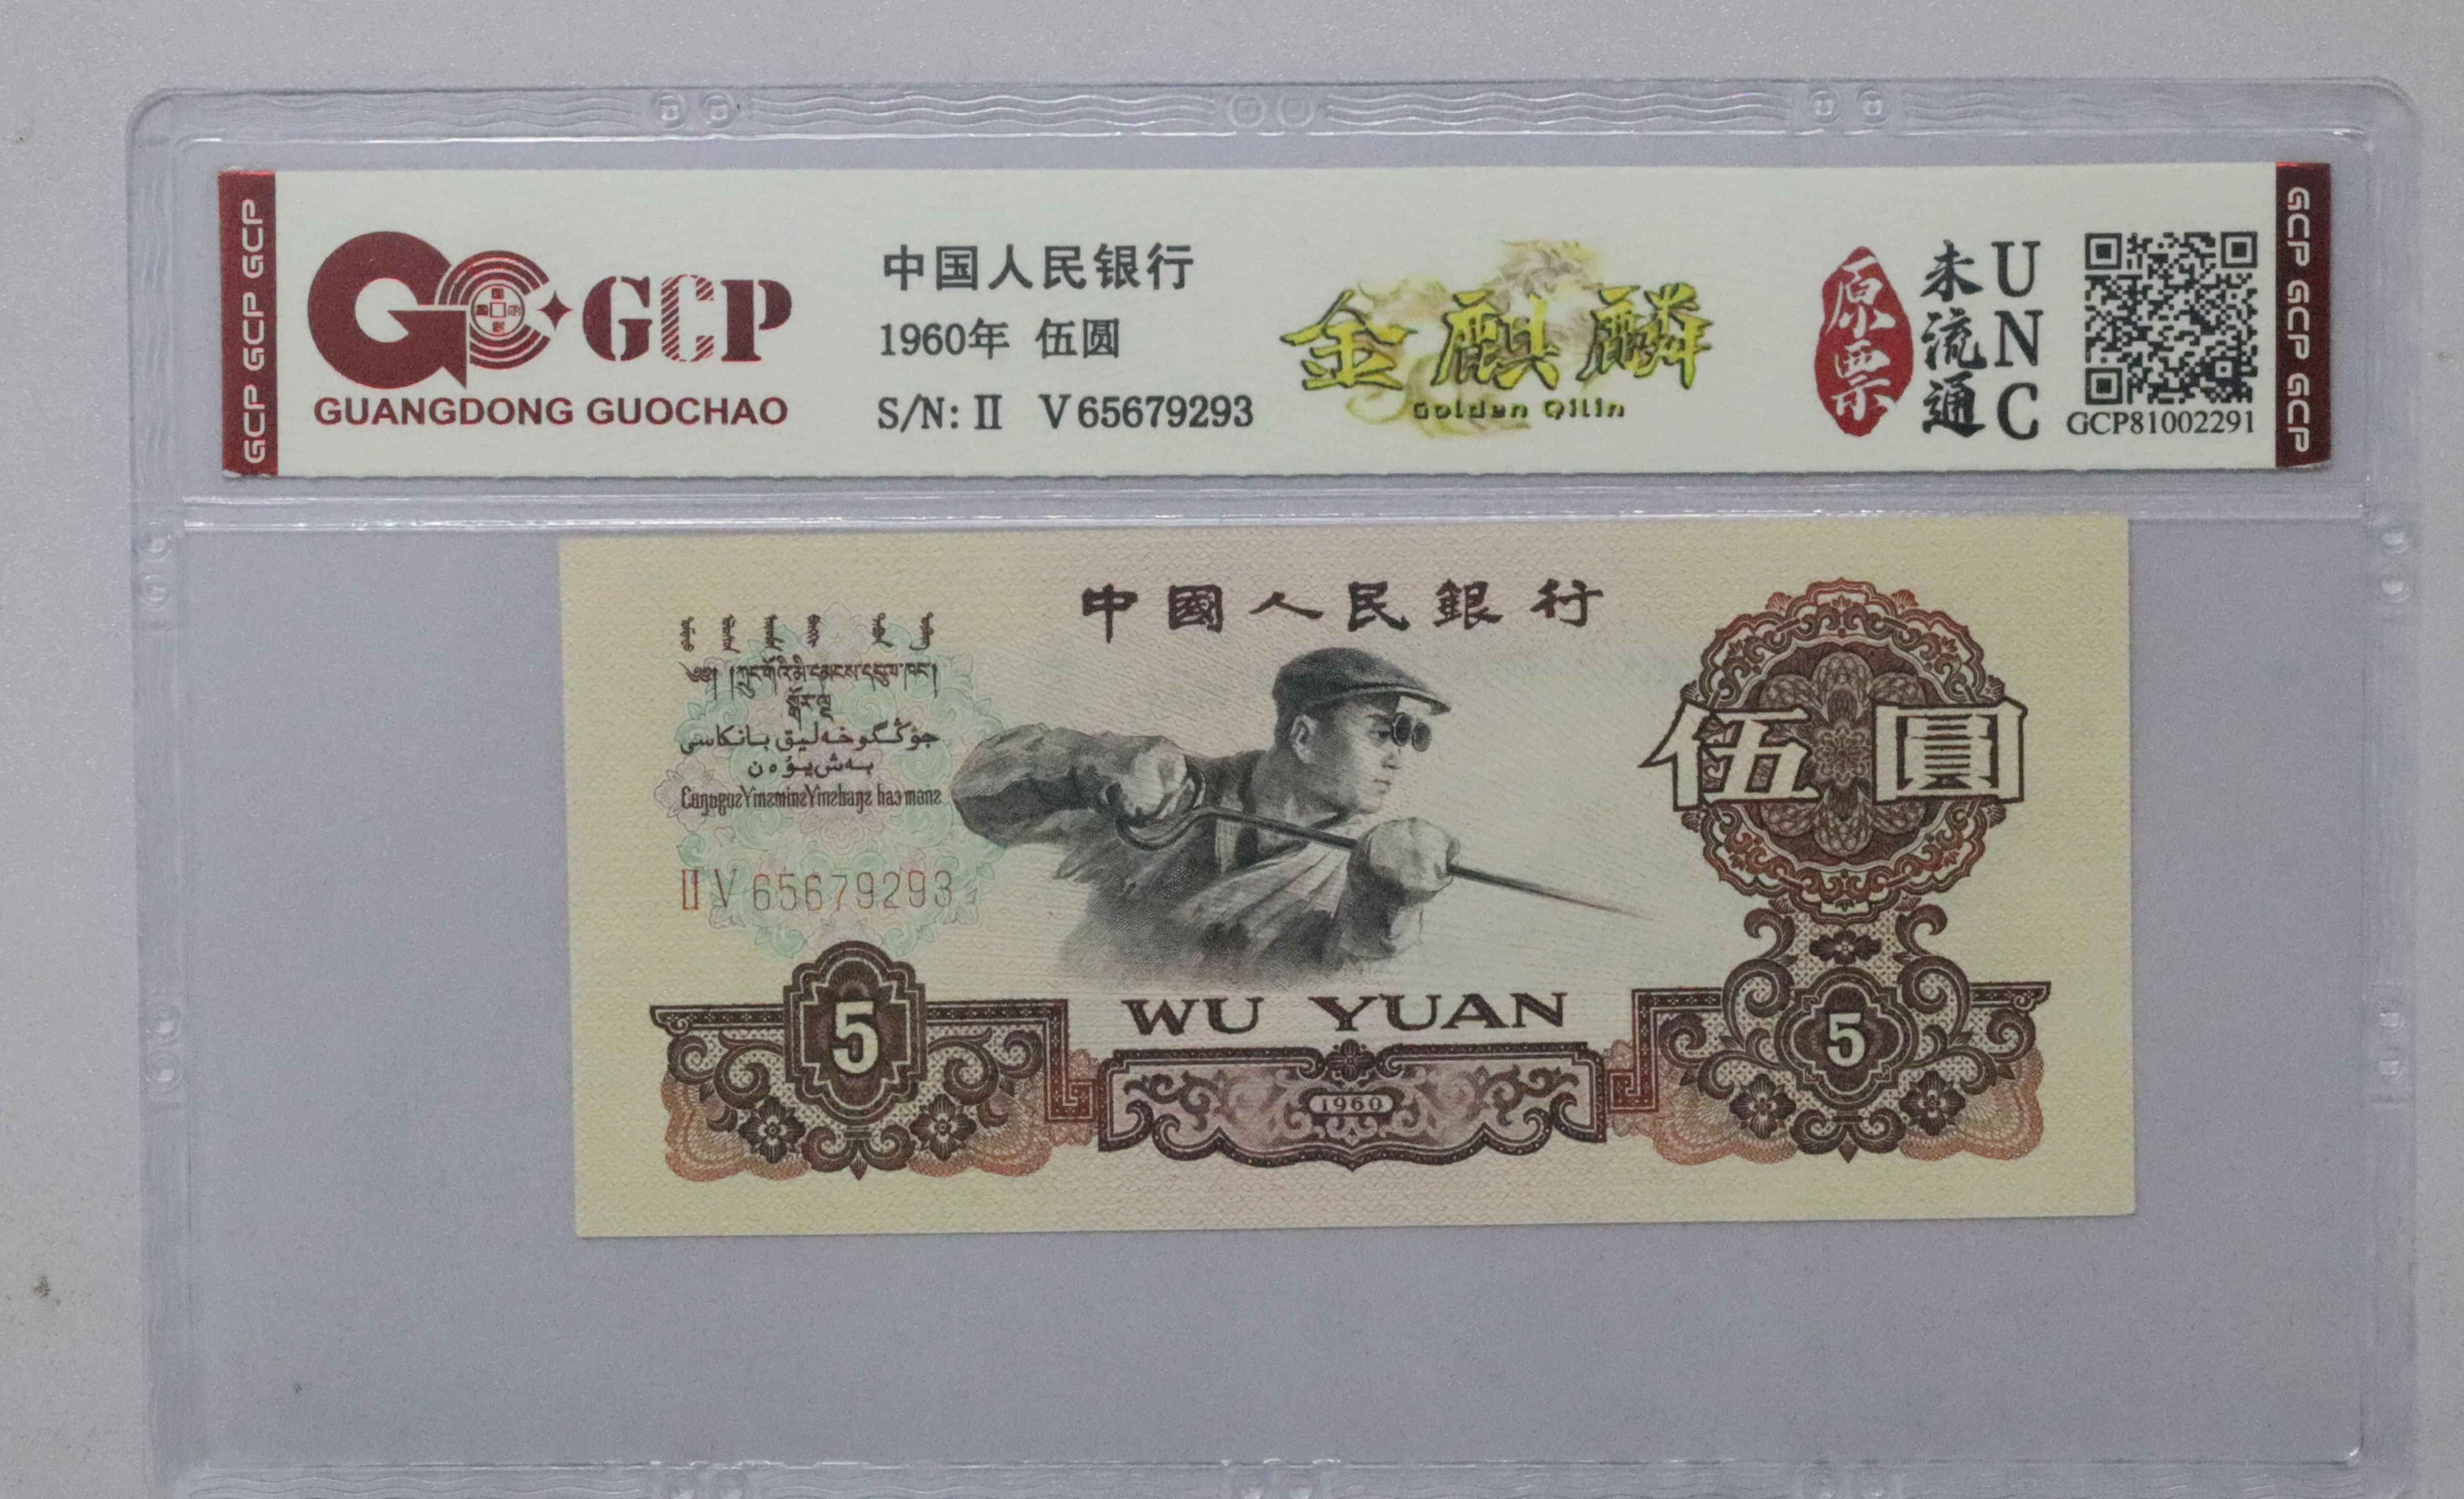 GCP GCP GCP
GCP
GUANGDONG GUOCHAO
中国人民银行
1960年 伍圆
S/N: II V65679293
金麒麟
Golden Qilin
原票
未流通
UNC
GCP81002291
GCP GCP GCP
中國人民銀行
伍圓
II V 65679293
5
WU YUAN
1960
5